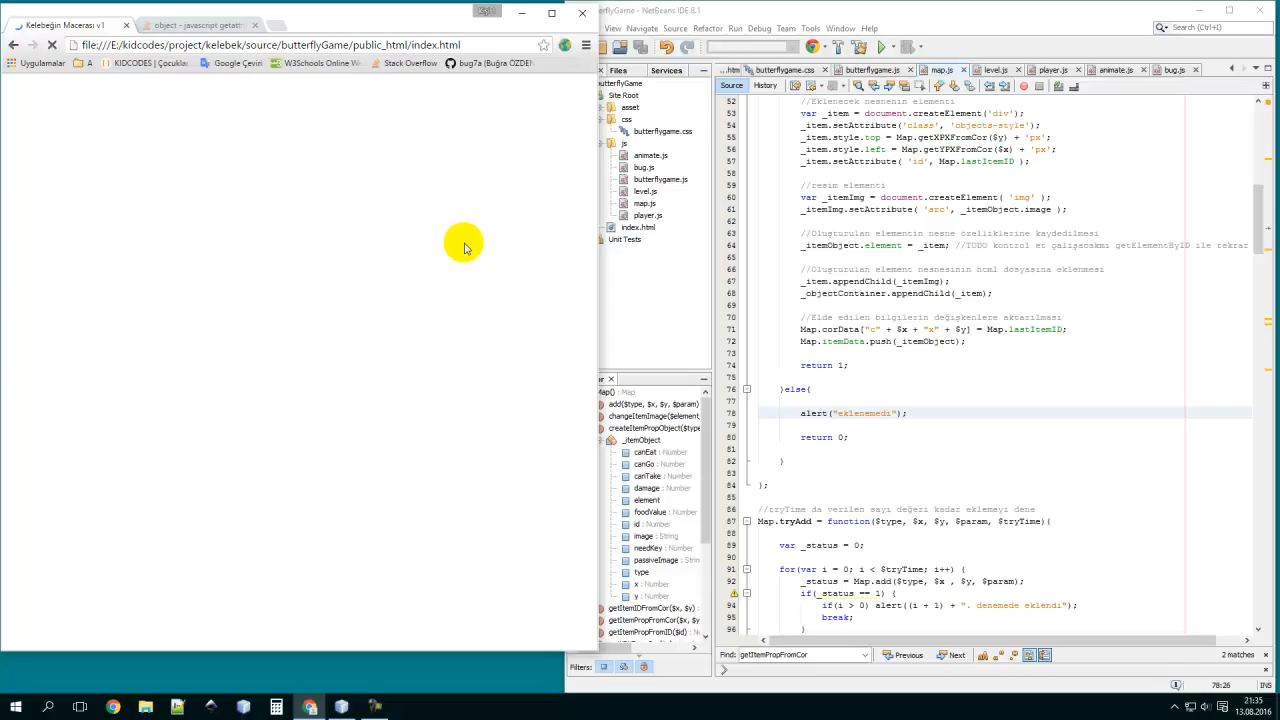 Kelebeğin Macerası v1
object - javascript getatt
butterflyGame - NetBeans IDE 8.1
public_html/index.html
Uygulamalar
A
KIDCODES | Çocuklar
Google Çeviri
W3Schools Online We
Stack Overflow
bug7a (Buğra ÖZDEN
View Navigate Source Refactor Run Debug Team Tools Window Help
Search (Ctrl+I)
Files
Services
...htm
butterflygame.css
butterflygame.js
map.js
level.js
player.js
animate.js
bug.js
Source
History
Site Root
asset
css
butterflygame.css
js
animate.js
bug.js
butterflygame.js
level.js
map.js
player.js
index.html
Unit Tests
Map() : Map
add($type, $x, $y, $param)
changeItemImage($element,
createItemPropObject($type
_itemObject
canEat : Number
canGo : Number
canTake : Number
damage : Number
element
foodValue : Number
id : Number
image : String
needKey : Number
passiveImage : String
type
x : Number
y : Number
getItemIDFromCor($x, $y)
getItemPropFromCor($x, $y)
getItemPropFromID($id)
Filters:
52 //Eklenecek nesnenin elementi
53 var _item = document.createElement('div');
54 _item.setAttribute('class', 'objects-style');
55 _item.style.top = Map.getXPXFromCor($y) + 'px';
56 _item.style.left = Map.getYPXFromCor($x) + 'px';
57 _item.setAttribute( 'id', Map.lastItemID );
58
59 //resim elementi
60 var _itemImg = document.createElement( 'img' );
61 _itemImg.setAttribute( 'src', _itemObject.image );
62
63 //Oluşturulan elementin nesne özelliklerine kaydedilmesi
64 _itemObject.element = _item; //TODO kontrol et çalışacakmı getElementByID ile tekrar
65
66 //Oluşturulan element nesnesinin html dosyasına eklenmesi
67 _item.appendChild(_itemImg);
68 _objectContainer.appendChild(_item);
69
70 //Elde edilen bilgilerin değişkenlere aktarılması
71 Map.corData["c" + $x + "x" + $y] = Map.lastItemID;
72 Map.itemData.push(_itemObject);
73
74 return 1;
75
76 }else{
77
78 alert("eklenemedi");
79
80 return 0;
81
82 }
83
84 };
85
86 //tryTime da verilen sayı değeri kadar eklemeyi dene
87 Map.tryAdd = function($type, $x, $y, $param, $tryTime){
88
89 var _status = 0;
90
91 for(var i = 0; i < $tryTime; i++) {
92 _status = Map.add($type, $x , $y, $param);
if(_status == 1) {
94 if(i > 0) alert((i + 1) + ". denemede eklendi");
95 break;
96 }
Find: getItemPropFromCor
Previous
Next
2 matches
78:26
INS
21:35
13.08.2016